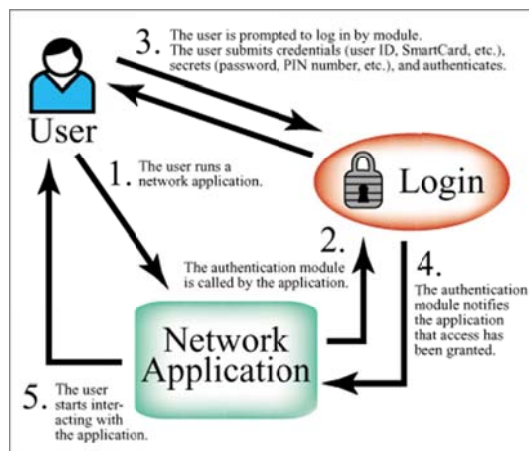 3. The user is prompted to log in by module.
The user submits credentials (user ID, SmartCard, etc.),
secrets (password, PIN number, etc.), and authenticates.
User
1. The user runs a
network application.
Login
2.
The authentication module
is called by the application.
4.
The authentication
module notifies
the application
that access has
been granted.
Network
Application
5. The user
starts inter-
acting with
the application.